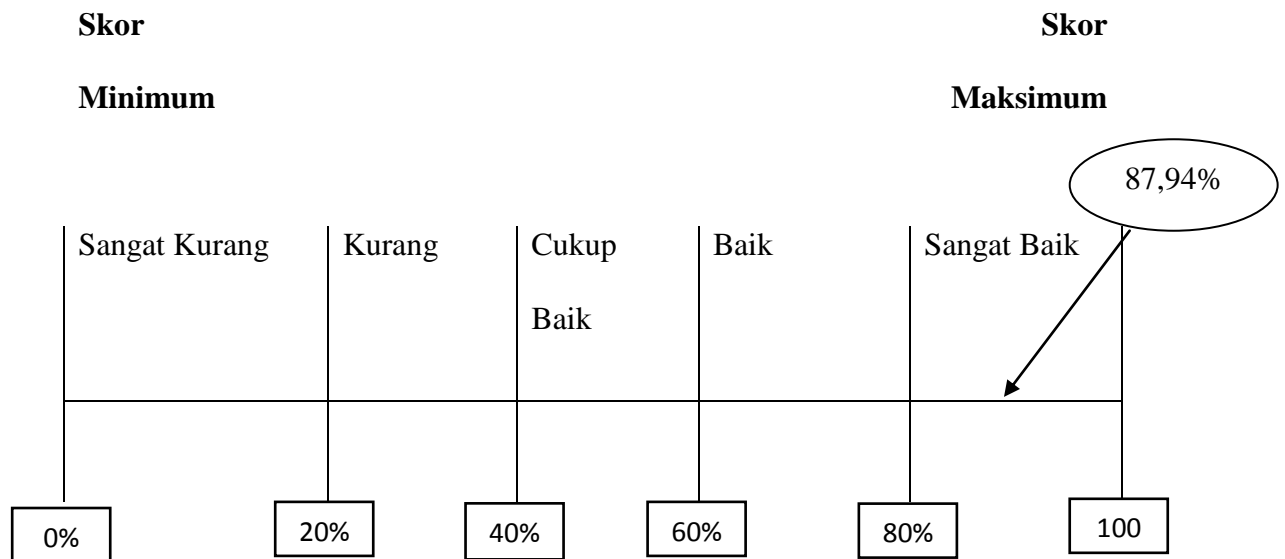 Skor Skor
Minimum Maksimum
87,94%
Sangat Kurang Kurang Cukup Baik Sangat Baik
Baik
0% 20% 40% 60% 80% 100